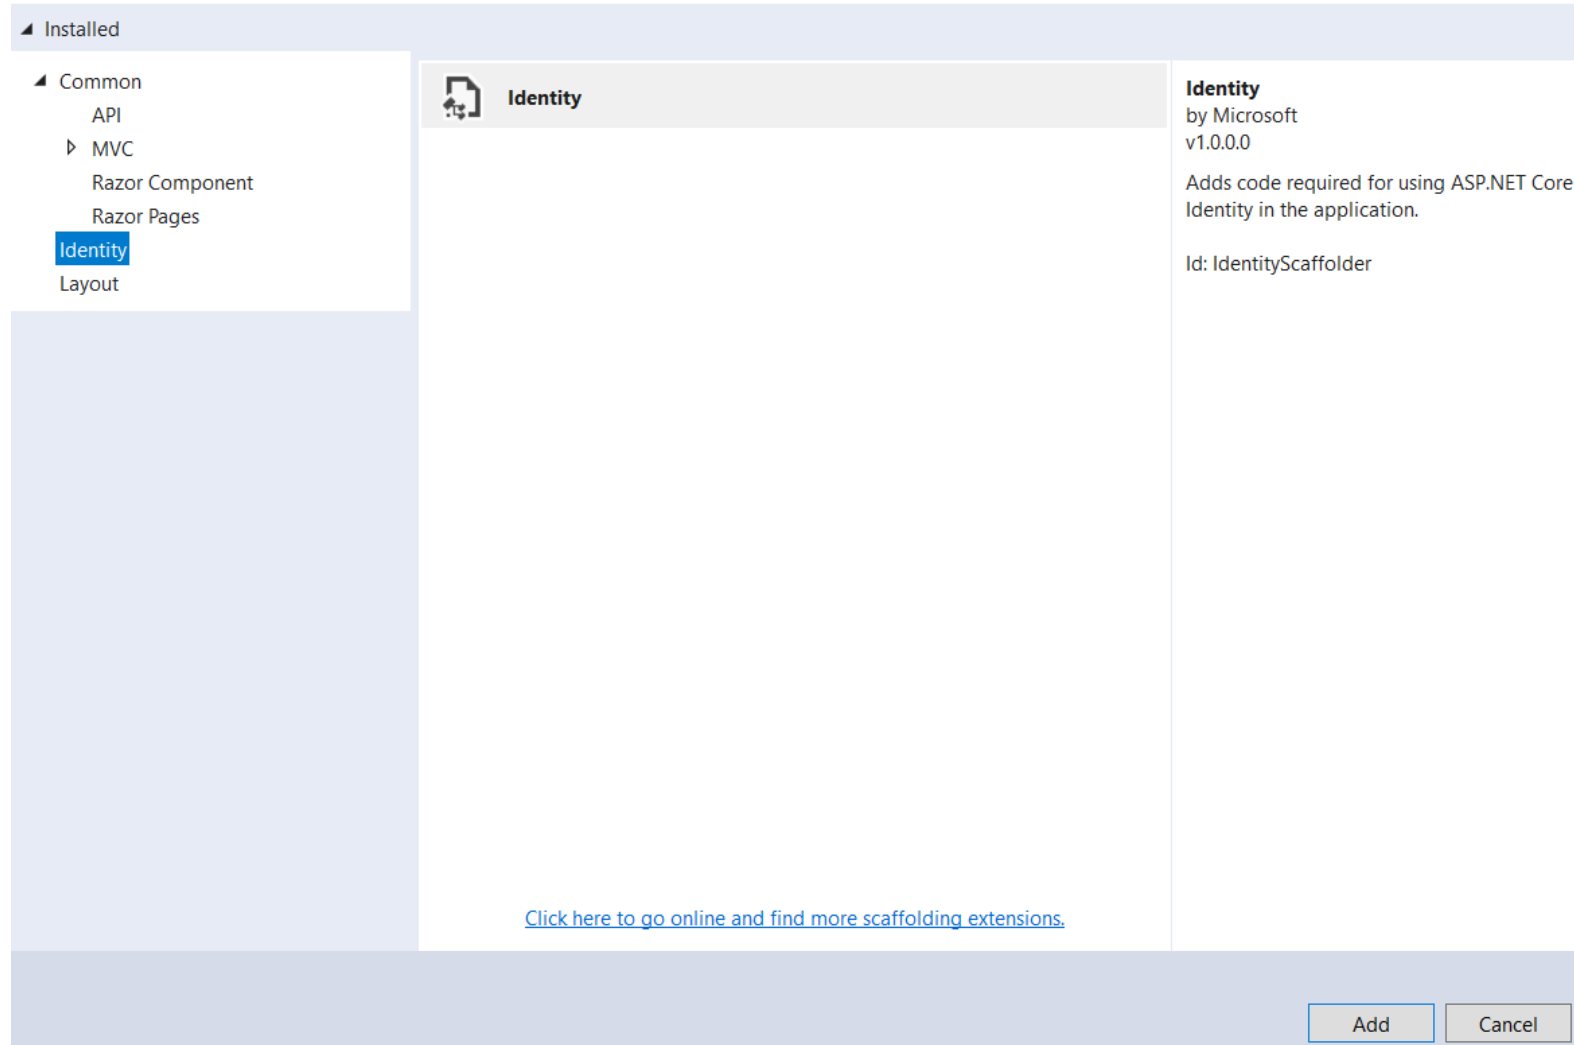 Installed
Common
API
MVC
Razor Component
Razor Pages
Identity
Layout
Identity
Click here to go online and find more scaffolding extensions.
Identity
by Microsoft
v1.0.0.0
Adds code required for using ASP.NET Core
Identity in the application.
Id: IdentityScaffolder
Add
Cancel